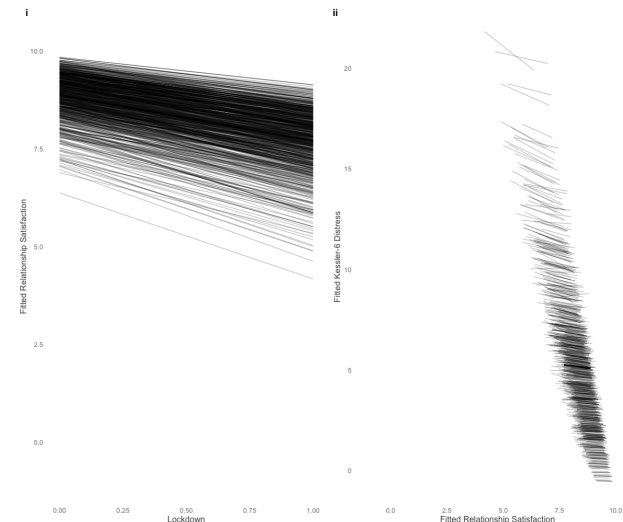 i
ii
10.0
7.5
5.0
2.5
0.0
Fitted Relationship Satisfaction
0.00 0.25 0.50 0.75 1.00
Lockdown
20
15
10
5
0
Fitted Kessler-6 Distress
0.0 2.5 5.0 7.5 10.0
Fitted Relationship Satisfaction